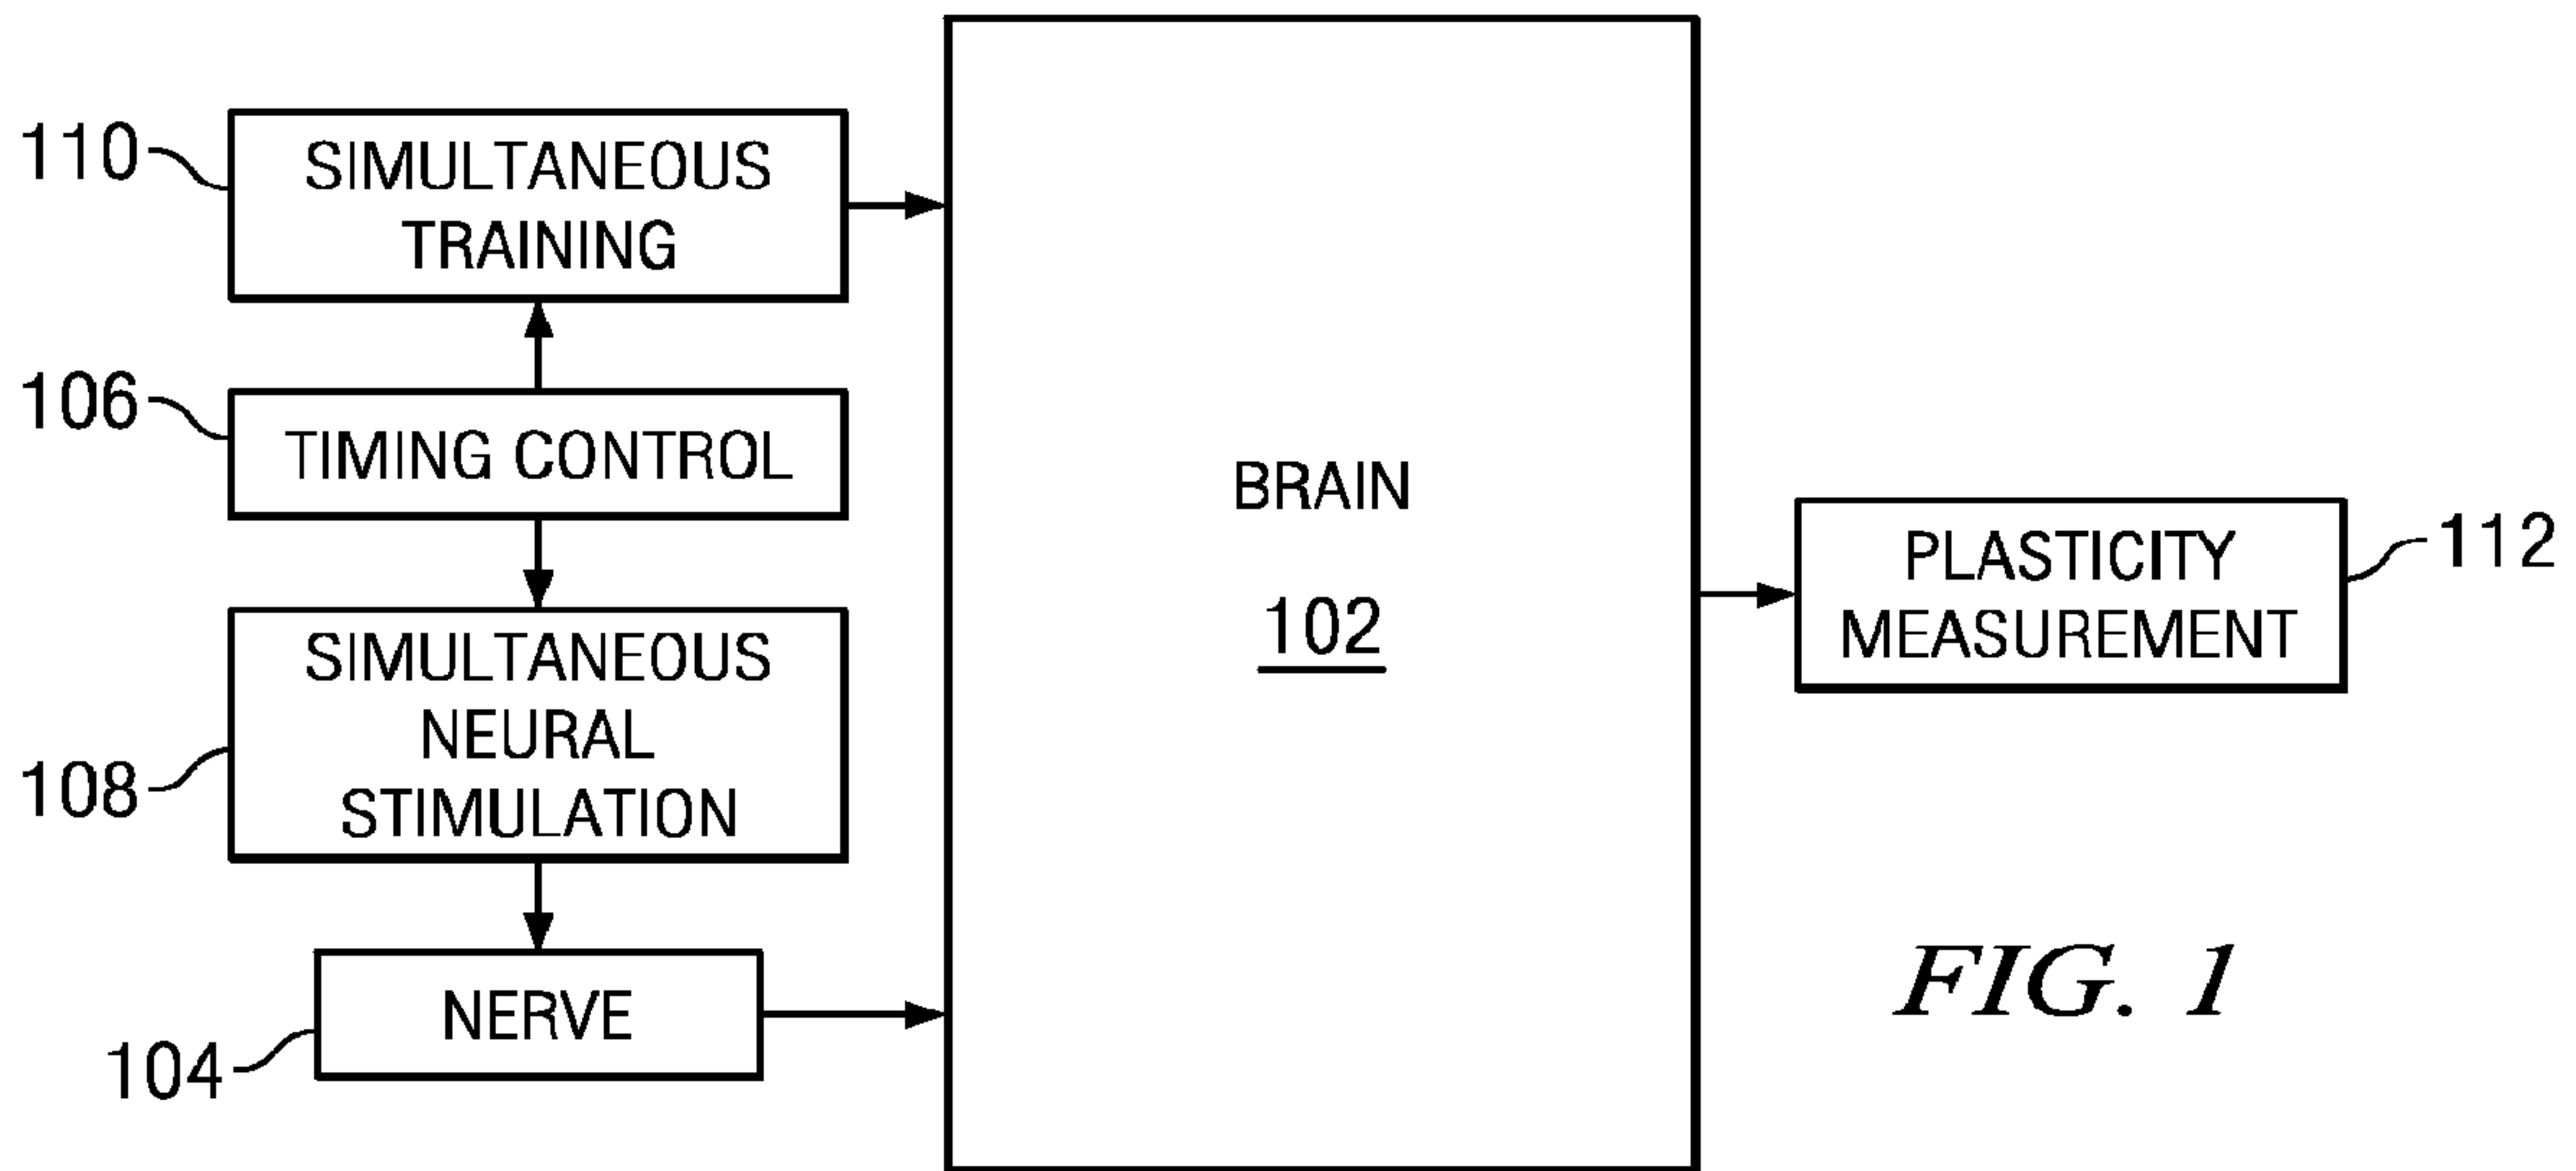 110
SIMULTANEOUS
TRAINING
106
TIMING CONTROL
108
SIMULTANEOUS
NEURAL
STIMULATION
104
NERVE
BRAIN
102
PLASTICITY
MEASUREMENT
112
FIG. 1